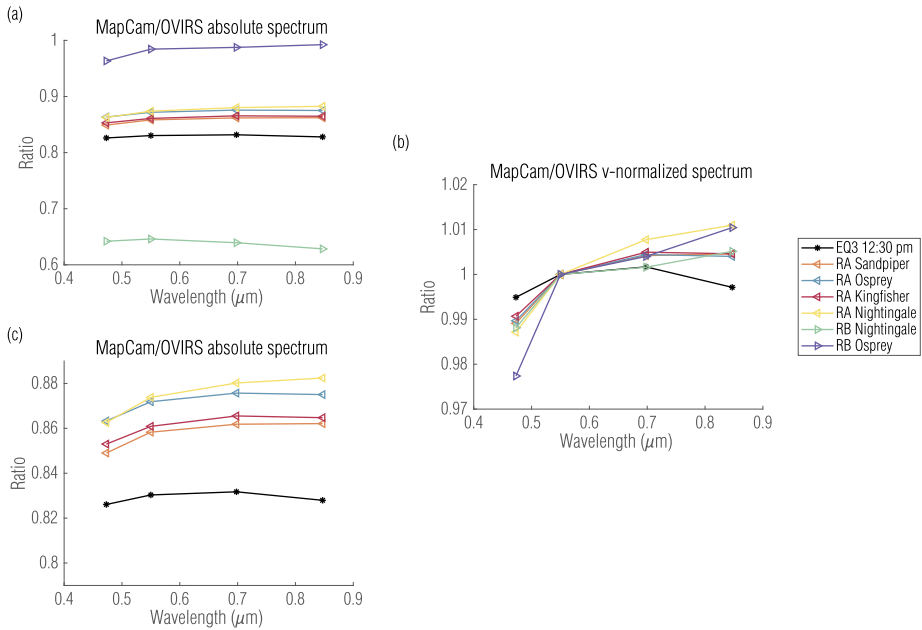 (a)
MapCam/OVIRS absolute spectrum
1
0.9
0.8
0.7
0.6
Ratio
0.4 0.5 0.6 0.7 0.8 0.9
Wavelength (μm)
(b)
MapCam/OVIRS v-normalized spectrum
1.02
1.01
1
0.99
0.98
0.97
Ratio
0.4 0.5 0.6 0.7 0.8 0.9
Wavelength (μm)
EQ3 12:30 pm
RA Sandpiper
RA Osprey
RA Kingfisher
RA Nightingale
RB Nightingale
RB Osprey
(c)
MapCam/OVIRS absolute spectrum
0.88
0.86
0.84
0.82
0.8
Ratio
0.4 0.5 0.6 0.7 0.8 0.9
Wavelength (μm)